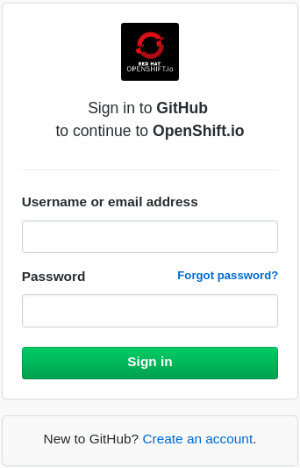 RED HAT
OPENSHIFT.io
Sign in to GitHub
to continue to OpenShift.io
Username or email address
Password Forgot password?
Sign in
New to GitHub? Create an account.